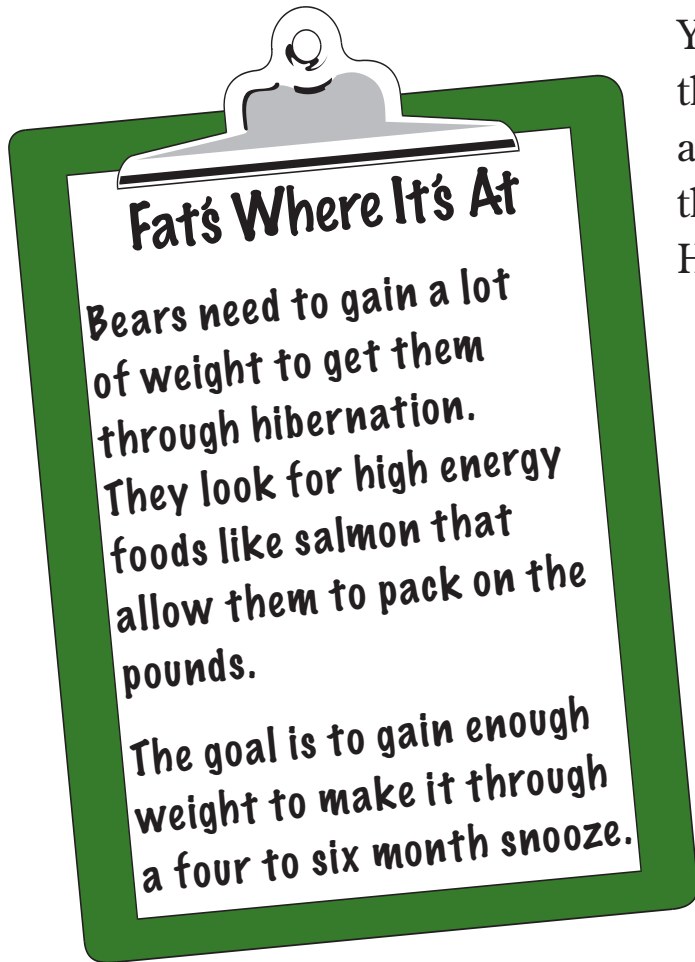 Fat's Where It's At
Bears need to gain a lot
of weight to get them
through hibernation.
They look for high energy
foods like salmon that
allow them to pack on the
pounds.
The goal is to gain enough
weight to make it through
a four to six month snooze.